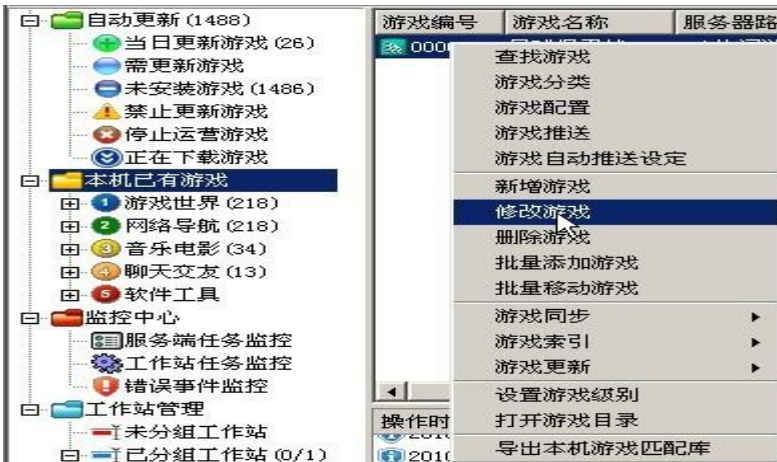 自动更新(1488)
当日更新游戏(26)
需更新游戏
未安装游戏(1486)
禁止更新游戏
停止运营游戏
正在下载游戏
本机已有游戏
1 游戏世界(218)
2 网络导航(218)
3 音乐电影(34)
4 聊天交友(13)
5 软件工具
监控中心
服务端任务监控
工作站任务监控
错误事件监控
工作站管理
未分组工作站
已分组工作站(0/1)
游戏编号 游戏名称 服务器路
查找游戏
游戏分类
游戏配置
游戏推送
游戏自动推送设定
新增游戏
修改游戏
删除游戏
批量添加游戏
批量移动游戏
游戏同步
游戏索引
游戏更新
设置游戏级别
打开游戏目录
导出本机游戏匹配库
操作时
2010